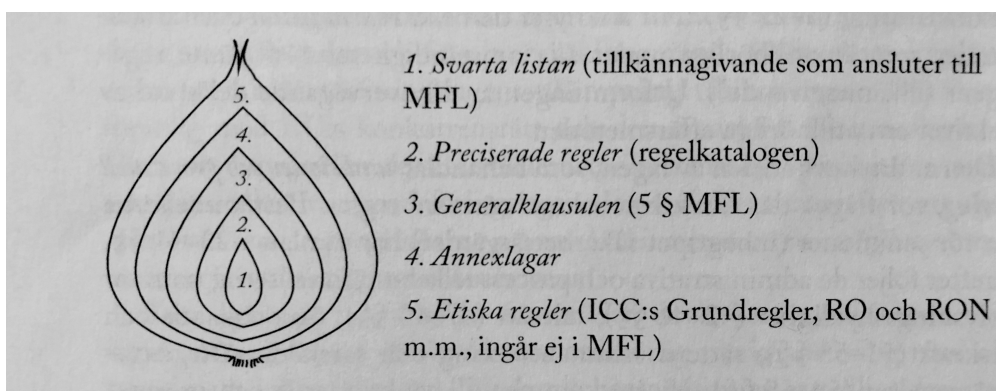 5.
4.
3.
2.
1.
1. Svarta listan (tillkännagivande som ansluter till
MFL)
2. Preciserade regler (regelkatalogen)
3. Generalklausulen (5 § MFL)
4. Annexlagar
5. Etiska regler (ICC:s Grundregler, RO och RON
m.m., ingår ej i MFL)